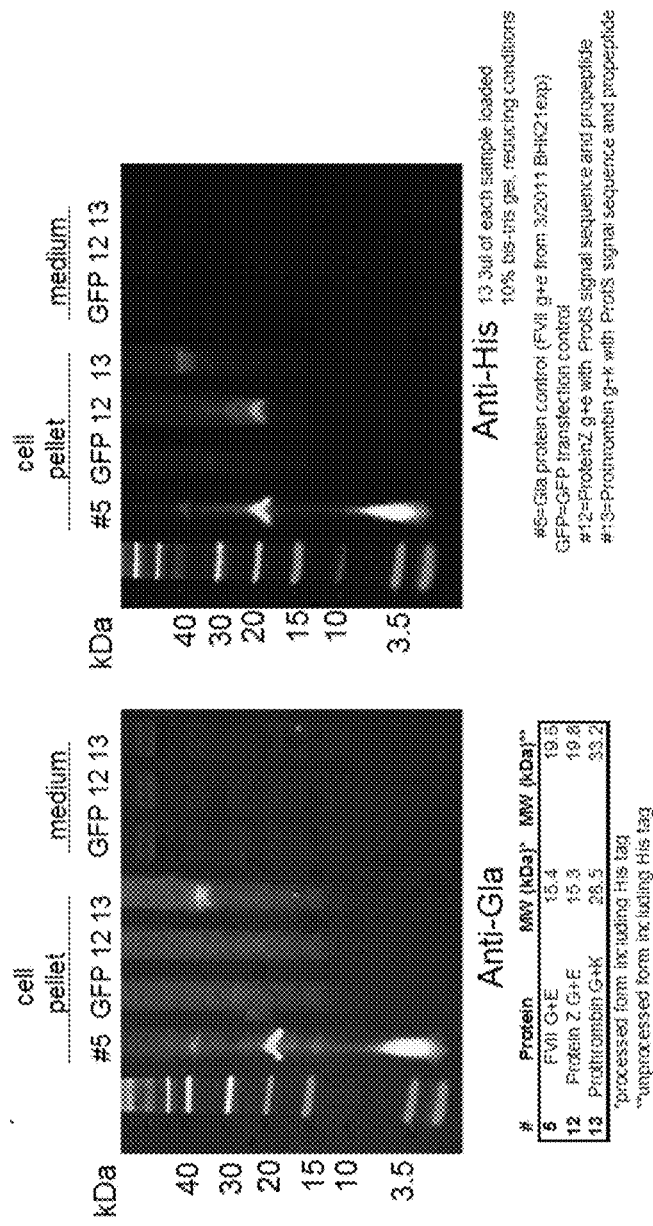 cell
pellet
medium
kDa
#5 GFP 12 13
GFP 12 13
40
30
20
15
10
3.5
Anti-Gla
# Protein MW (kDa)* MW (kDa)**
5 FVII G+E 15.4 19.5
12 Protein Z G+E 15.3 19.8
13 Prothrombin G+K 28.5 33.2
*processed form including His tag
**unprocessed form including His tag
cell
pellet
medium
kDa
#5 GFP 12 13
GFP 12 13
40
30
20
15
10
3.5
Anti-His
13.3ul of each sample loaded
10% bis-tris gel, reducing conditions
#5=Gla protein control (FVII g+e from 3/2011 BHK21exp)
GFP=GFP transfection control
#12=ProteinZ g+e with ProtS signal sequence and propeptide
#13=Prothrombin g+k with ProtS signal sequence and propeptide